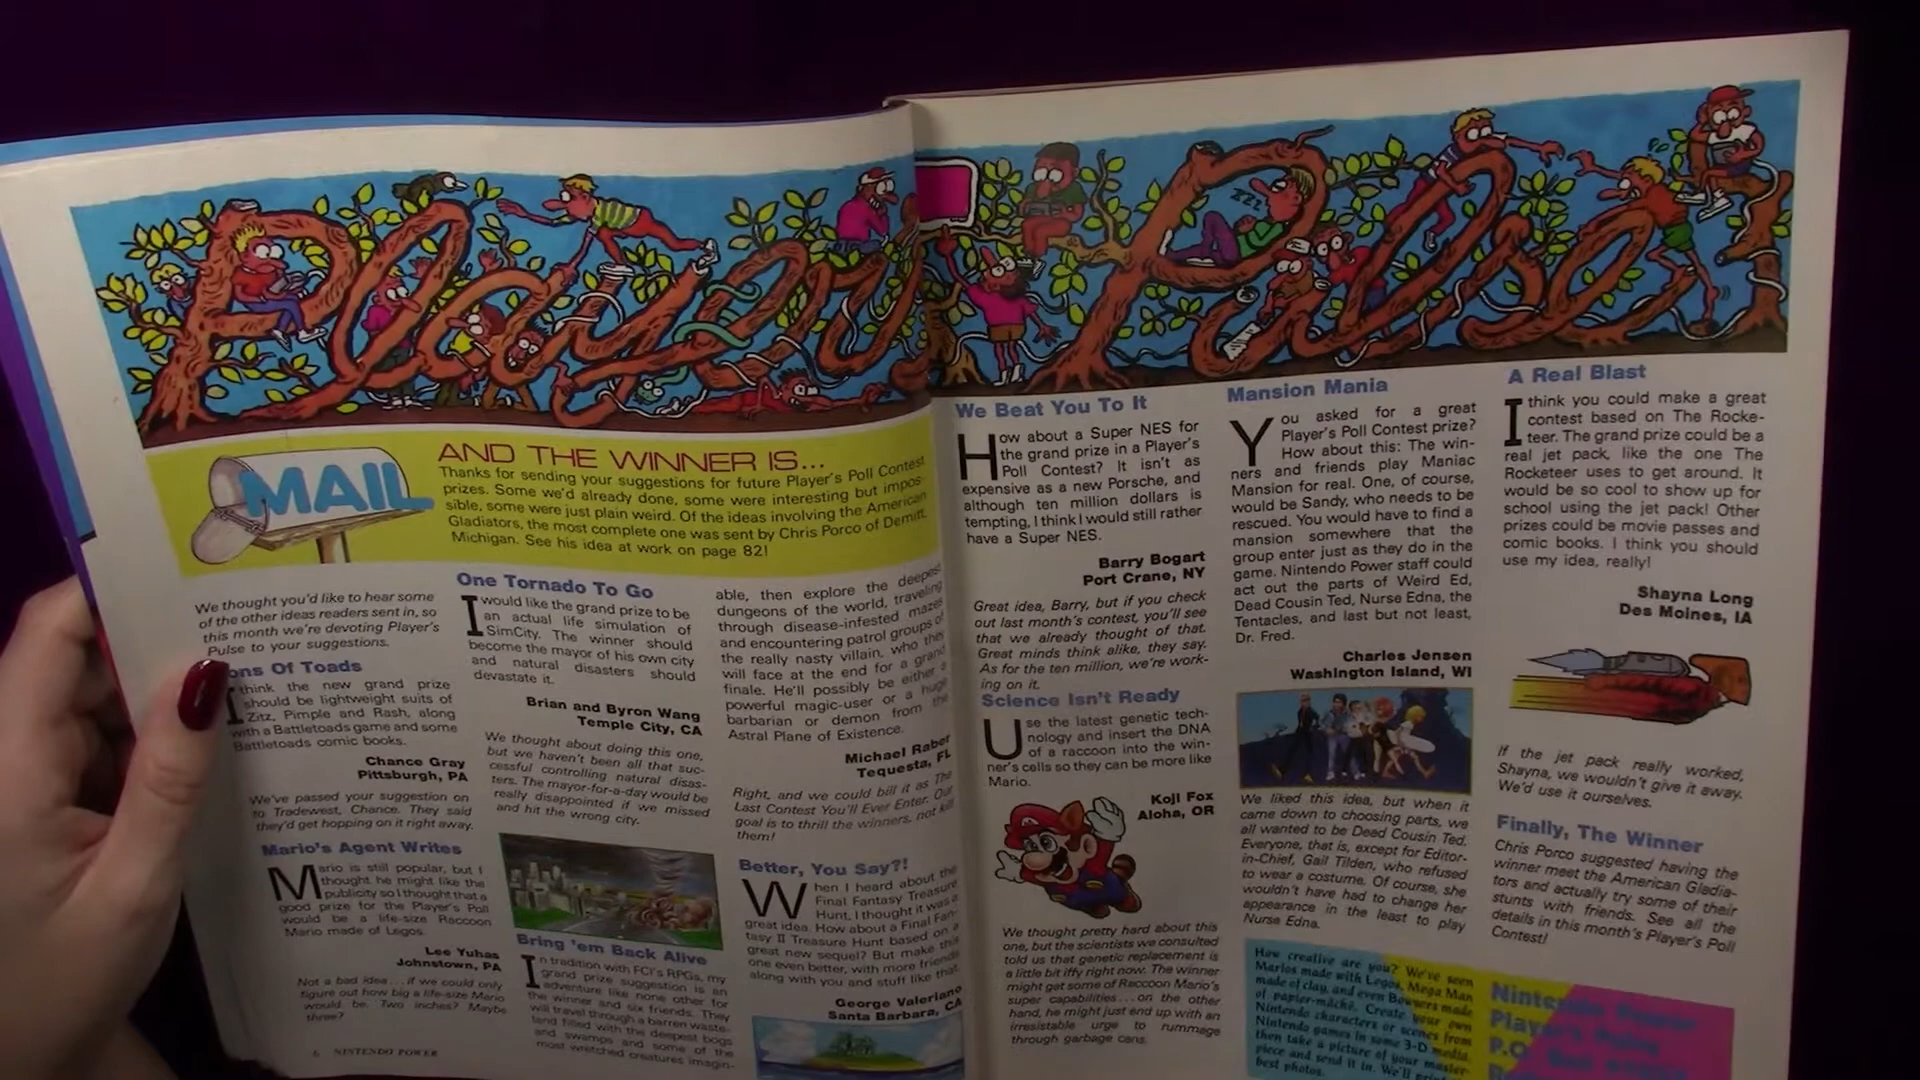 Player's Pulse
MAIL
AND THE WINNER IS...
Thanks for sending your suggestions for future Player's Poll Contest
prizes. Some we'd already done, some were interesting but impos-
sible, some were just plain weird. Of the ideas involving the American
Gladiators, the most complete one was sent by Chris Porco of Demitt,
Michigan. See his idea at work on page 82!
We thought you'd like to hear some
of the other ideas readers sent in, so
this month we're devoting Player's
Pulse to your suggestions.
ons Of Toads
I think the new grand prize
should be lightweight suits of
Zitz, Pimple and Rash, along
with a Battletoads game and some
Battletoads comic books.
Chance Gray
Pittsburgh, PA
We've passed your suggestion on
to Tradewest, Chance. They said
they'd get hopping on it right away.
Mario's Agent Writes
Mario is still popular, but I
thought he might like the
publicity so I thought that a
good prize for the Player's Poll
would be a life-size Raccoon
Mario made of Legos.
Lee Yuhas
Johnstown, PA
Not a bad idea...if we could only
figure out how big a life-size Mario
would be. Two inches? Maybe
three?
6 NINTENDO POWER
One Tornado To Go
I would like the grand prize to be
an actual life simulation of
SimCity. The winner should
become the mayor of his own city
and natural disasters should
devastate it.
Brian and Byron Wang
Temple City, CA
We thought about doing this one,
but we haven't been all that suc-
cessful controlling natural disas-
ters. The mayor-for-a-day would be
really disappointed if we missed
and hit the wrong city.
Bring 'em Back Alive
In tradition with FCI's RPGs, my
grand prize suggestion is an
adventure like none other for
the winner and six friends. They
will travel through a barren waste-
land filled with the deepest bogs
and swamps and some of the
most wretched creatures imagin-
able, then explore the deepest
dungeons of the world, traveling
through disease-infested mazes
and encountering patrol groups of
the really nasty villain, who they
will face at the end for a grand
finale. He'll possibly be either a
powerful magic-user or a huge
barbarian or demon from the
Astral Plane of Existence.
Michael Raber
Tequesta, FL
Right, and we could bill it as The
Last Contest You'll Ever Enter. Our
goal is to thrill the winners, not kill
them!
Better, You Say?!
When I heard about the
Final Fantasy Treasure
Hunt, I thought it was a
great idea. How about a Final Fan-
tasy II Treasure Hunt based on a
great new sequel? But make this
one even better, with more friends
along with you and stuff like that.
George Valeriano
Santa Barbara, CA
We Beat You To It
How about a Super NES for
the grand prize in a Player's
Poll Contest? It isn't as
expensive as a new Porsche, and
although ten million dollars is
tempting, I think I would still rather
have a Super NES.
Barry Bogart
Port Crane, NY
Great idea, Barry, but if you check
out last month's contest, you'll see
that we already thought of that.
Great minds think alike, they say.
As for the ten million, we're work-
ing on it.
Science Isn't Ready
Use the latest genetic tech-
nology and insert the DNA
of a raccoon into the win-
ner's cells so they can be more like
Mario.
Koji Fox
Aloha, OR
We thought pretty hard about this
one, but the scientists we consulted
told us that genetic replacement is
a little bit iffy right now. The winner
might get some of Raccoon Mario's
super capabilities...on the other
hand, he might just end up with an
irresistible urge to rummage
through garbage cans.
Mansion Mania
You asked for a great
Player's Poll Contest prize?
How about this: The win-
ners and friends play Maniac
Mansion for real. One, of course,
would be Sandy, who needs to be
rescued. You would have to find a
mansion somewhere that the
group enter just as they do in the
game. Nintendo Power staff could
act out the parts of Weird Ed,
Dead Cousin Ted, Nurse Edna, the
Tentacles, and last but not least,
Dr. Fred.
Charles Jensen
Washington Island, WI
We liked this idea, but when it
came down to choosing parts, we
all wanted to be Dead Cousin Ted.
Everyone, that is, except for Editor-
in-Chief, Gail Tilden, who refused
to wear a costume. Of course, she
wouldn't have had to change her
appearance in the least to play
Nurse Edna.
How creative are you? We've seen
Marios made with Legos, Mega Man
made of clay, and even Bowsers made
of papier-mâché. Create your own
Nintendo characters or scenes from
Nintendo games in some 3-D media,
then take a picture of your master-
piece and send it in. We'll print
best photos.
A Real Blast
I think you could make a great
contest based on The Rocke-
teer. The grand prize could be a
real jet pack, like the one The
Rocketeer uses to get around. It
would be so cool to show up for
school using the jet pack! Other
prizes could be movie passes and
comic books. I think you should
use my idea, really!
Shayna Long
Des Moines, IA
If the jet pack really worked,
Shayna, we wouldn't give it away.
We'd use it ourselves.
Finally, The Winner
Chris Porco suggested having the
winner meet the American Gladia-
tors and actually try some of their
stunts with friends. See all the
details in this month's Player's Poll
Contest!
Nintendo Power
Player's Pulse
P.O. Box